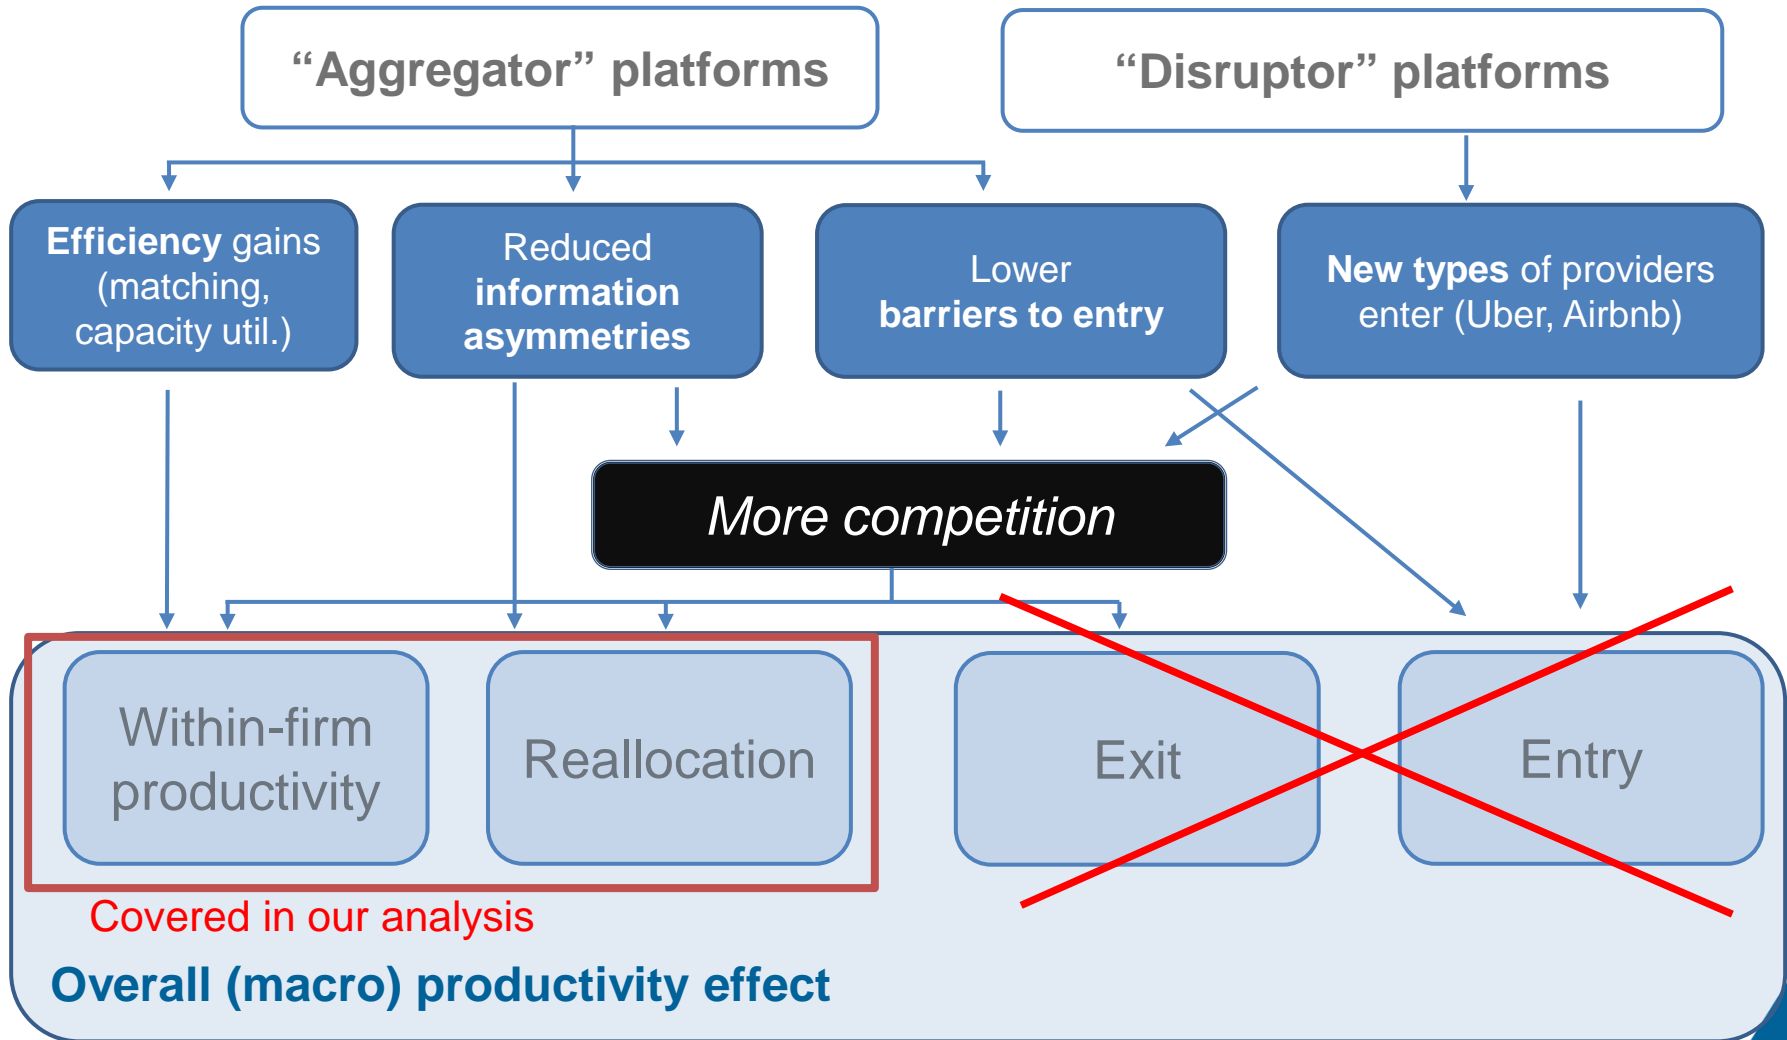 “Aggregator” platforms
“Disruptor” platforms
Efficiency gains
(matching,
capacity util.)
Reduced
information
asymmetries
Lower
barriers to entry
New types of providers
enter (Uber, Airbnb)
More competition
Within-firm
productivity
Reallocation
Exit
Entry
Covered in our analysis
Overall (macro) productivity effect